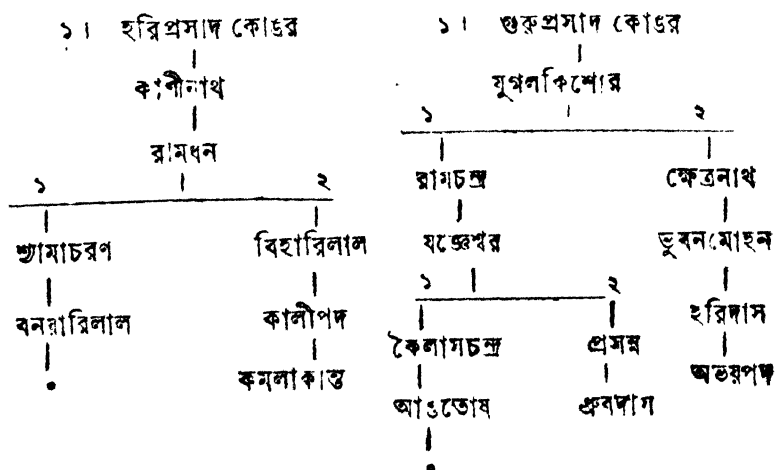 ১। হরিপ্রসাদ কোঙর
কাশীনাথ
রামধন
১ ২
শ্যামাচরণ বিহারিলাল
বনয়ারিলাল কালীপদ
কমলাকান্ত
১। গুরুপ্রসাদ কোঙর
যুগলকিশোর
১ ২
রামচন্দ্র ক্ষেত্রনাথ
যজ্ঞেশ্বর ভুবনমোহন
১ ২
হরিদাস
কৈলাসচন্দ্র প্রসন্ন
অভয়পদ
আশুতোষ ধ্রুবদাস